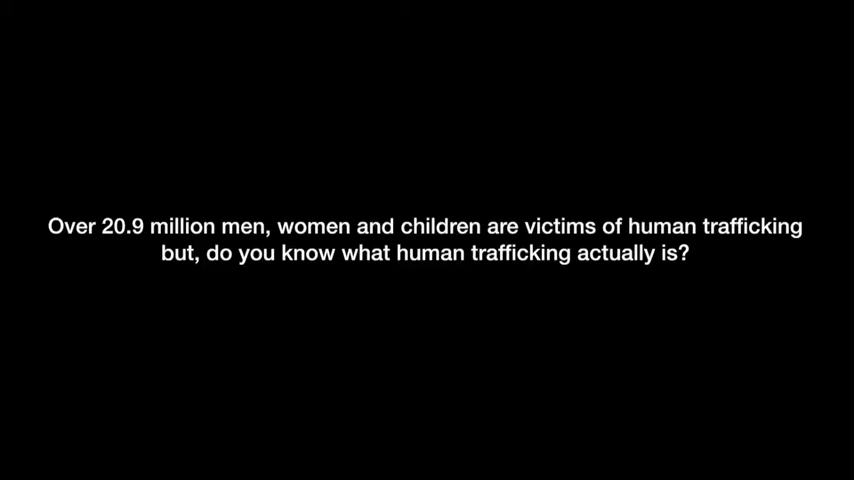 Over 20.9 million men, women and children are victims of human trafficking
but, do you know what human trafficking actually is?